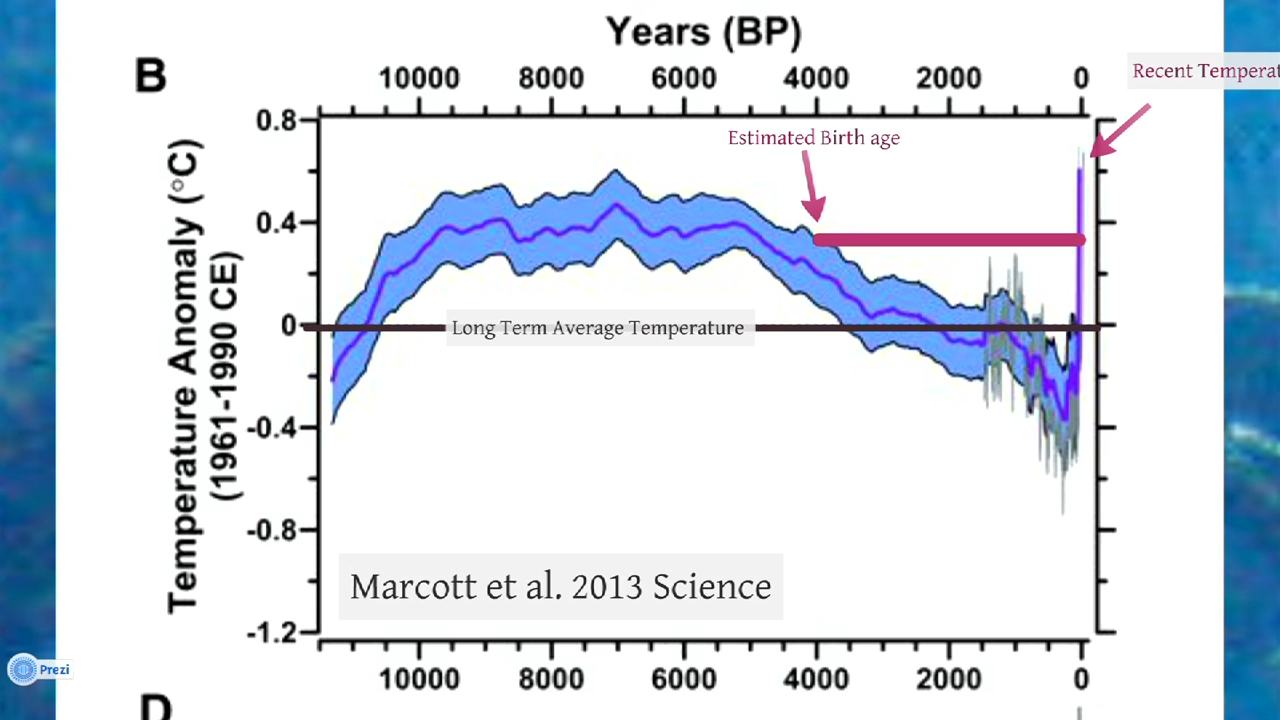 Years (BP)
B
10000 8000 6000 4000 2000 0
Recent Temperat
Estimated Birth age
Temperature Anomaly (°C)
(1961-1990 CE)
0.8
0.4
0
-0.4
-0.8
-1.2
Long Term Average Temperature
Marcott et al. 2013 Science
10000 8000 6000 4000 2000 0
Prezi
D